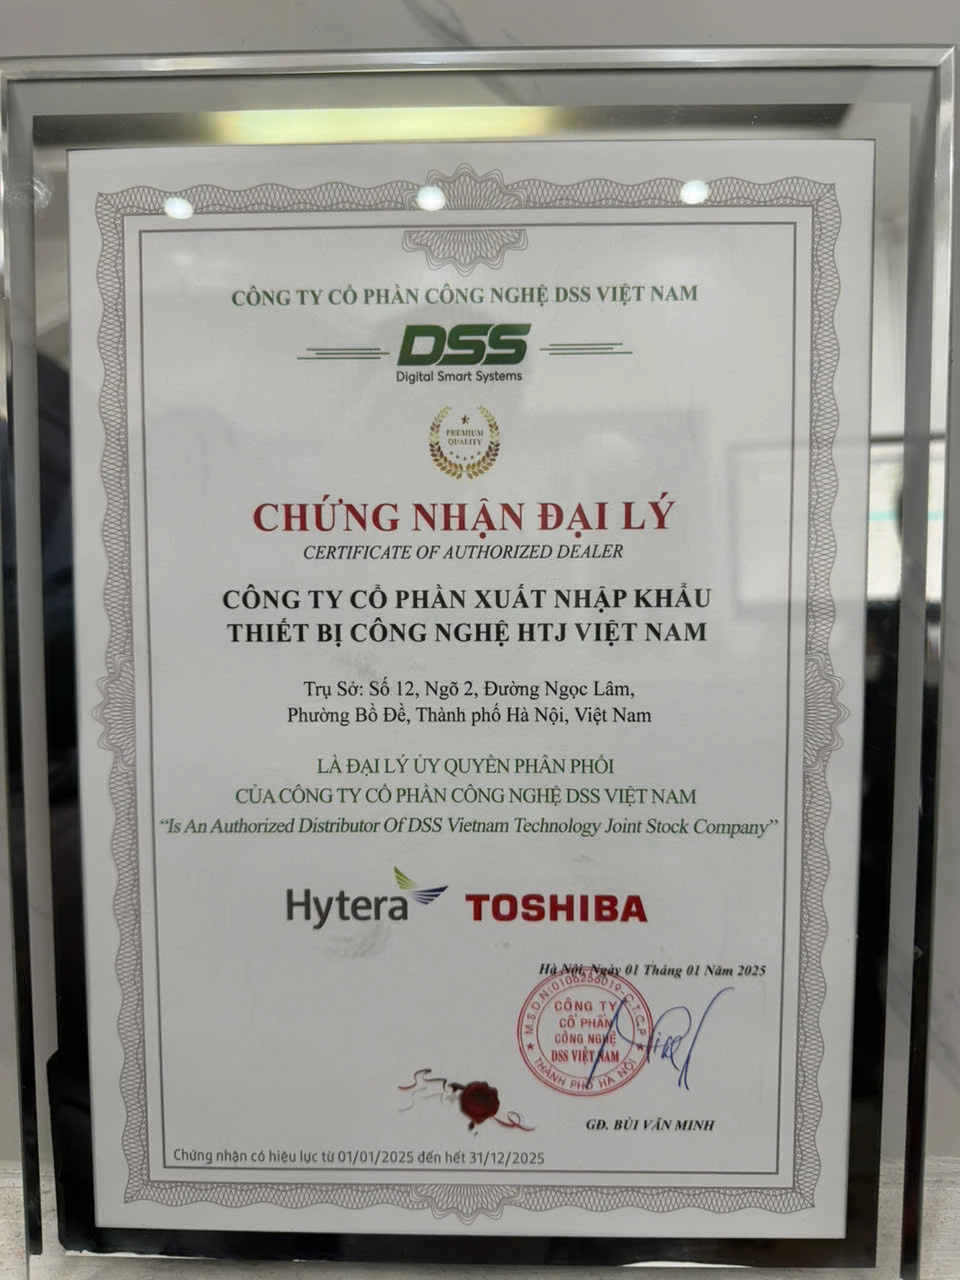 CÔNG TY CỔ PHẦN CÔNG NGHỆ DSS VIỆT NAM
DSS
Digital Smart Systems
PREMIUM
QUALITY
CHỨNG NHẬN ĐẠI LÝ
CERTIFICATE OF AUTHORIZED DEALER
CÔNG TY CỔ PHẦN XUẤT NHẬP KHẨU
THIẾT BỊ CÔNG NGHỆ HTJ VIỆT NAM
Trụ Sở: Số 12, Ngõ 2, Đường Ngọc Lâm,
Phường Bồ Đề, Thành phố Hà Nội, Việt Nam
LÀ ĐẠI LÝ ỦY QUYỀN PHÂN PHỐI
CỦA CÔNG TY CỔ PHẦN CÔNG NGHỆ DSS VIỆT NAM
“Is An Authorized Distributor Of DSS Vietnam Technology Joint Stock Company”
Hytera TOSHIBA
Hà Nội, Ngày 01 Tháng 01 Năm 2025
M.S.D.N:0106256019-C.T.C.P
CÔNG TY
CỔ PHẦN
CÔNG NGHỆ
DSS VIỆT NAM
THÀNH PHỐ HÀ NỘI
GĐ. BÙI VĂN MINH
Chứng nhận có hiệu lực từ 01/01/2025 đến hết 31/12/2025